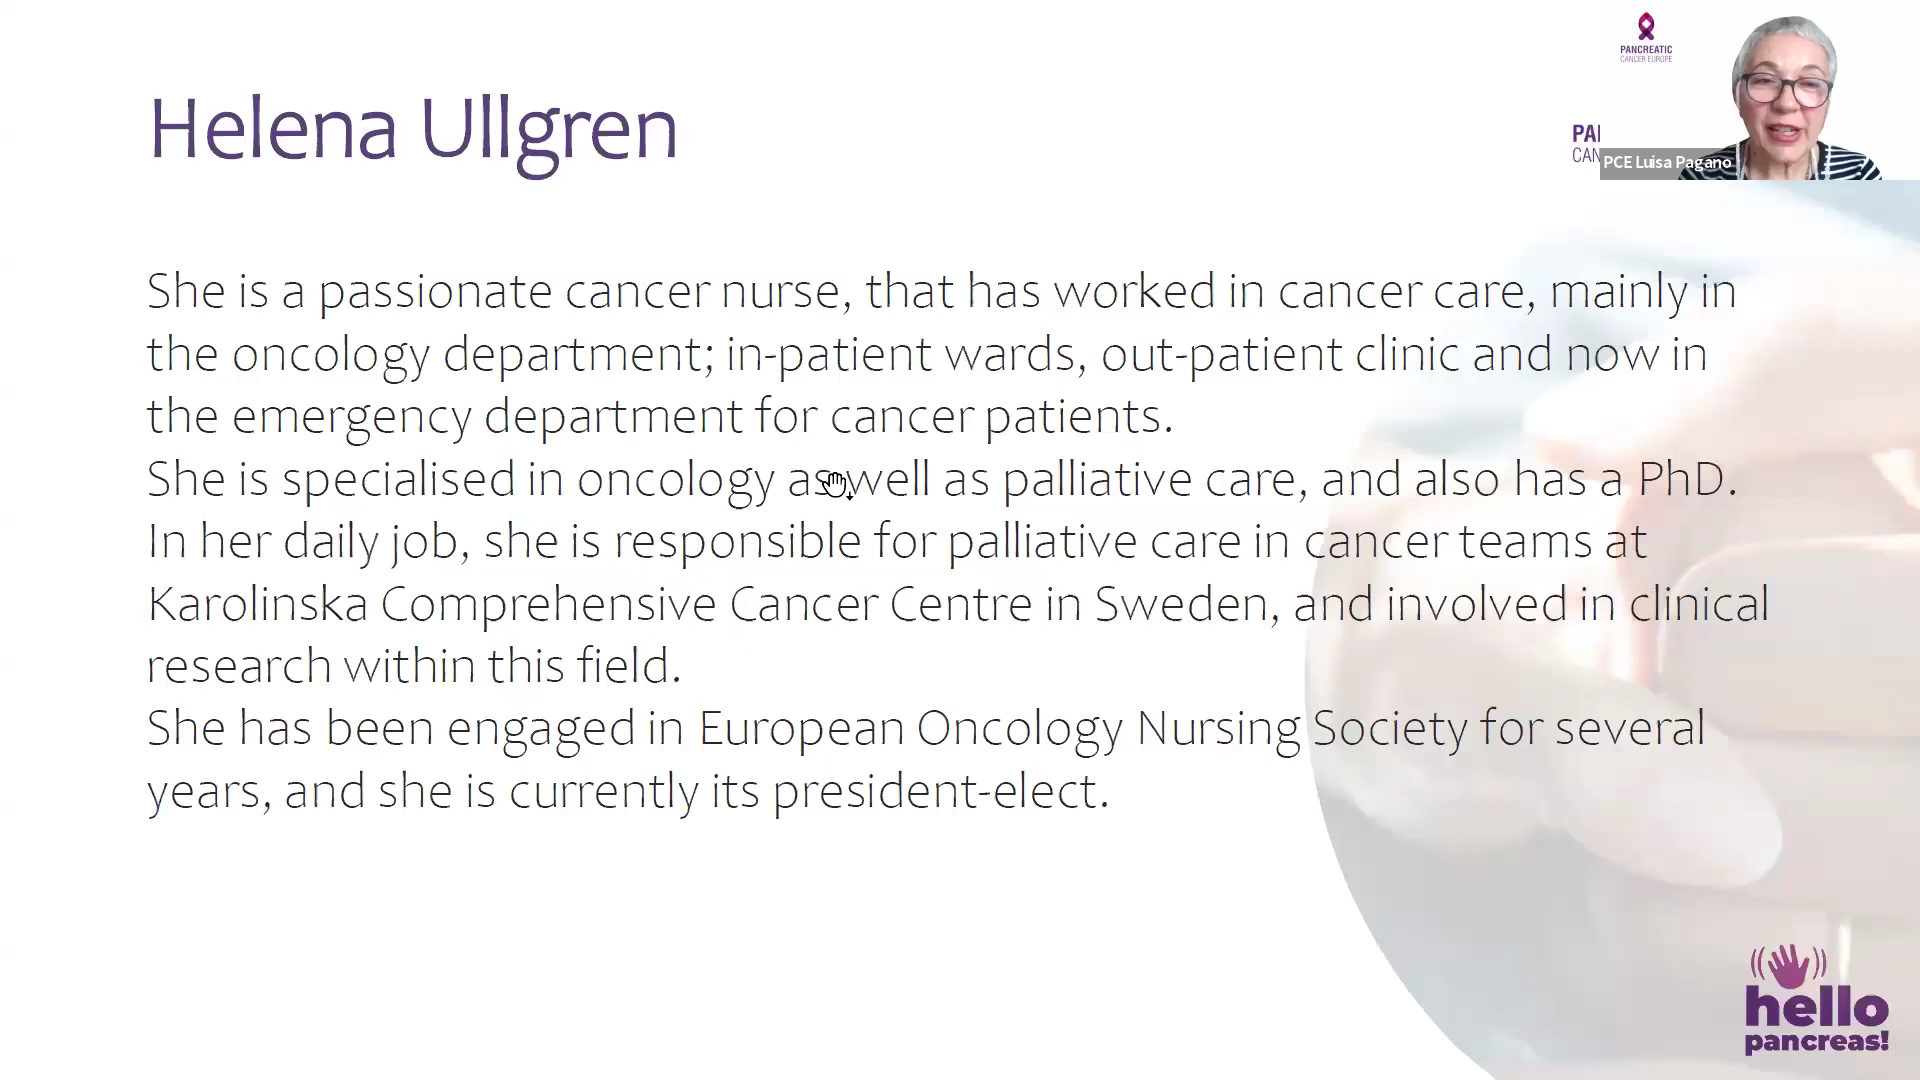 Helena Ullgren
PANCREATIC
CANCER EUROPE
PAI
CAN
PCE Luisa Pagano
She is a passionate cancer nurse, that has worked in cancer care, mainly in
the oncology department; in-patient wards, out-patient clinic and now in
the emergency department for cancer patients.
She is specialised in oncology as well as palliative care, and also has a PhD.
In her daily job, she is responsible for palliative care in cancer teams at
Karolinska Comprehensive Cancer Centre in Sweden, and involved in clinical
research within this field.
She has been engaged in European Oncology Nursing Society for several
years, and she is currently its president-elect.
hello
pancreas!